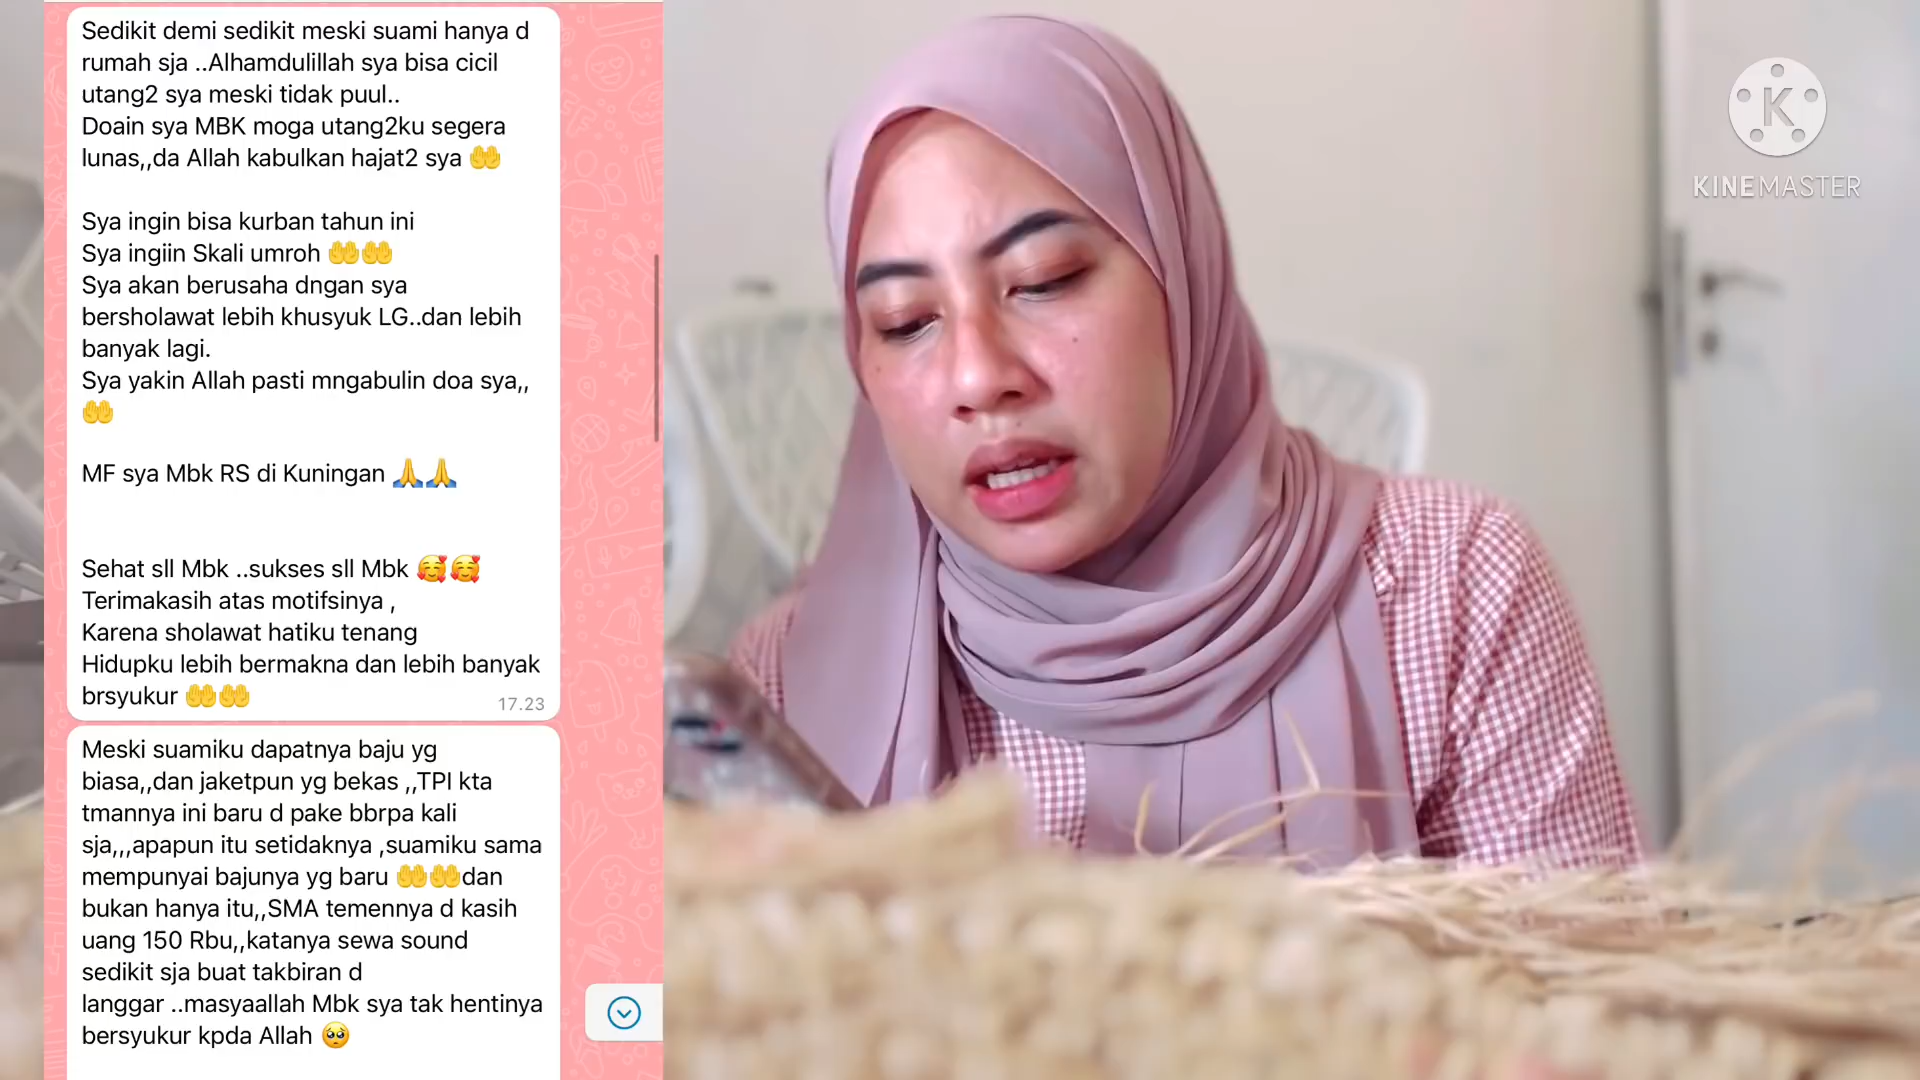 Sedikit demi sedikit meski suami hanya d
rumah sja ..Alhamdulillah sya bisa cicil
utang2 sya meski tidak puul..
Doain sya MBK moga utang2ku segera
lunas,,da Allah kabulkan hajat2 sya 🤲
Sya ingin bisa kurban tahun ini
Sya ingiin Skali umroh 🤲🤲
Sya akan berusaha dngan sya
bersholawat lebih khusyuk LG..dan lebih
banyak lagi.
Sya yakin Allah pasti mngabulin doa sya,,
🤲
MF sya Mbk RS di Kuningan 🙏🙏
Sehat sll Mbk ..sukses sll Mbk 🥰🥰
Terimakasih atas motifsinya ,
Karena sholawat hatiku tenang
Hidupku lebih bermakna dan lebih banyak
brsyukur 🤲🤲
17.23
Meski suamiku dapatnya baju yg
biasa,,dan jaketpun yg bekas ,,TPI kta
tmannya ini baru d pake bbrpa kali
sja,,,apapun itu setidaknya ,suamiku sama
mempunyai bajunya yg baru 🤲🤲dan
bukan hanya itu,,SMA temennya d kasih
uang 150 Rbu,,katanya sewa sound
sedikit sja buat takbiran d
langgar ..masyaallah Mbk sya tak hentinya
bersyukur kpda Allah 🥺
K
KINEMASTER